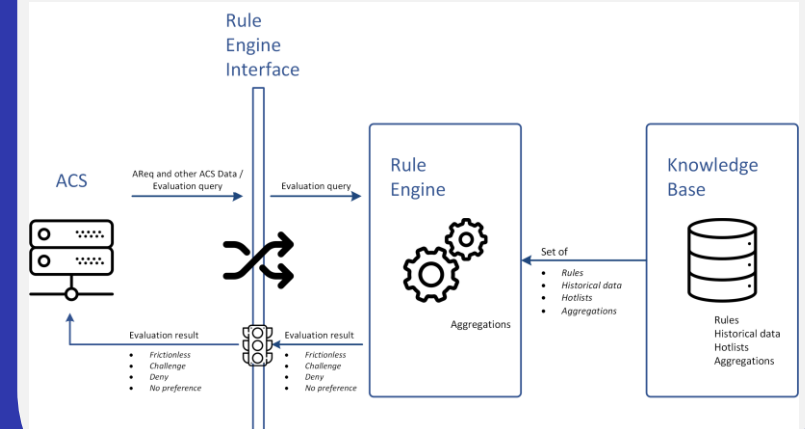 Rule
Engine
Interface
ACS
AReq and other ACS Data /
Evaluation query
Evaluation query
Rule
Engine
Knowledge
Base
Set of
• Rules
• Historical data
• Hotlists
• Aggregations
Aggregations
Rules
Historical data
Hotlists
Aggregations
Evaluation result
• Frictionless
• Challenge
• Deny
• No preference
Evaluation result
• Frictionless
• Challenge
• Deny
• No preference